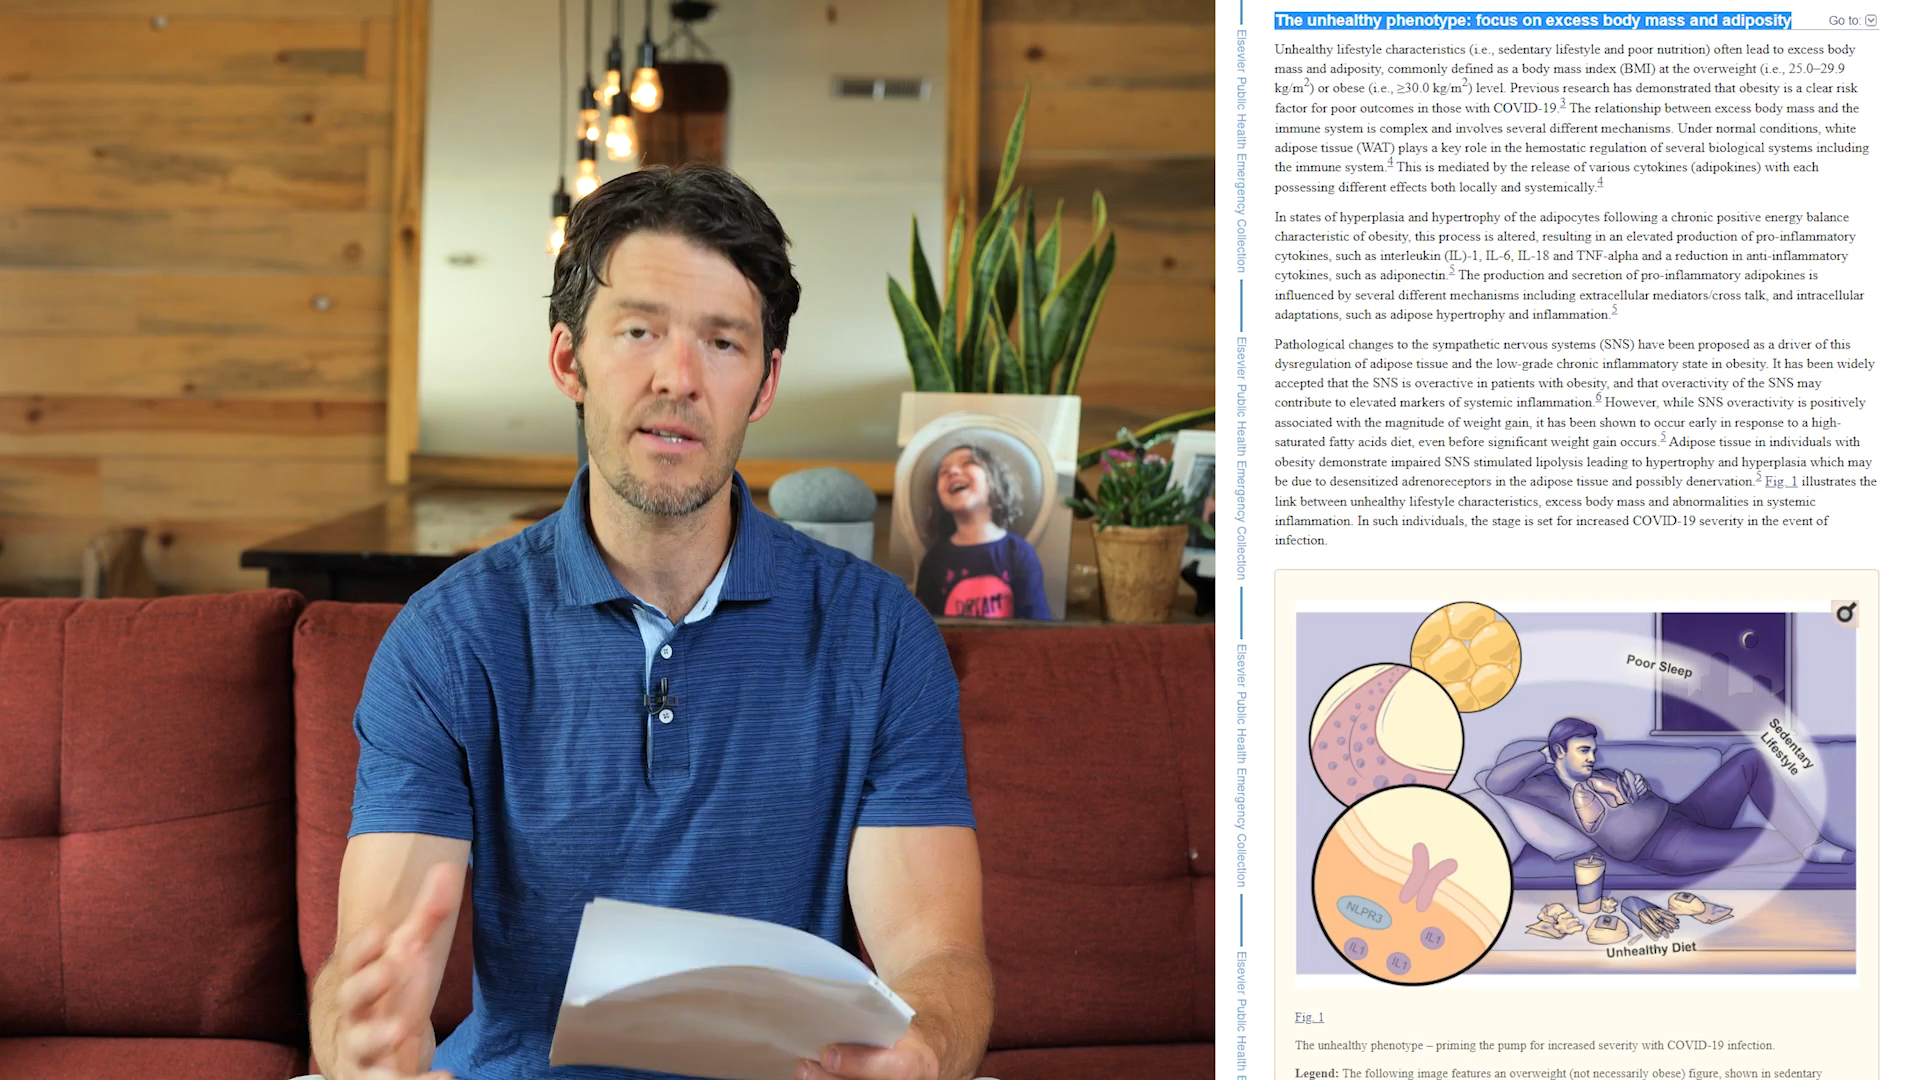 The unhealthy phenotype: focus on excess body mass and adiposity
Go to:
Unhealthy lifestyle characteristics (i.e., sedentary lifestyle and poor nutrition) often lead to excess body
mass and adiposity, commonly defined as a body mass index (BMI) at the overweight (i.e., 25.0–29.9
kg/m2) or obese (i.e., ≥30.0 kg/m2) level. Previous research has demonstrated that obesity is a clear risk
factor for poor outcomes in those with COVID-19.3 The relationship between excess body mass and the
immune system is complex and involves several different mechanisms. Under normal conditions, white
adipose tissue (WAT) plays a key role in the hemostatic regulation of several biological systems including
the immune system.4 This is mediated by the release of various cytokines (adipokines) with each
possessing different effects both locally and systemically.4
In states of hyperplasia and hypertrophy of the adipocytes following a chronic positive energy balance
characteristic of obesity, this process is altered, resulting in an elevated production of pro-inflammatory
cytokines, such as interleukin (IL)-1, IL-6, IL-18 and TNF-alpha and a reduction in anti-inflammatory
cytokines, such as adiponectin.5 The production and secretion of pro-inflammatory adipokines is
influenced by several different mechanisms including extracellular mediators/cross talk, and intracellular
adaptations, such as adipose hypertrophy and inflammation.5
Pathological changes to the sympathetic nervous systems (SNS) have been proposed as a driver of this
dysregulation of adipose tissue and the low-grade chronic inflammatory state in obesity. It has been widely
accepted that the SNS is overactive in patients with obesity, and that overactivity of the SNS may
contribute to elevated markers of systemic inflammation.6 However, while SNS overactivity is positively
associated with the magnitude of weight gain, it has been shown to occur early in response to a high-
saturated fatty acids diet, even before significant weight gain occurs.5 Adipose tissue in individuals with
obesity demonstrate impaired SNS stimulated lipolysis leading to hypertrophy and hyperplasia which may
be due to desensitized adrenoreceptors in the adipose tissue and possibly denervation.5 Fig. 1 illustrates the
link between unhealthy lifestyle characteristics, excess body mass and abnormalities in systemic
inflammation. In such individuals, the stage is set for increased COVID-19 severity in the event of
infection.
Poor Sleep
Sedentary
Lifestyle
Unhealthy Diet
NLPR3
IL1
IL1
IL1
Fig. 1
The unhealthy phenotype – priming the pump for increased severity with COVID-19 infection.
Legend: The following image features an overweight (not necessarily obese) figure, shown in sedentary
Elsevier Public Health Emergency Collection
Elsevier Public Health Emergency Collection
Elsevier Public Health Emergency Collection
Elsevier Public Health E
DREAM